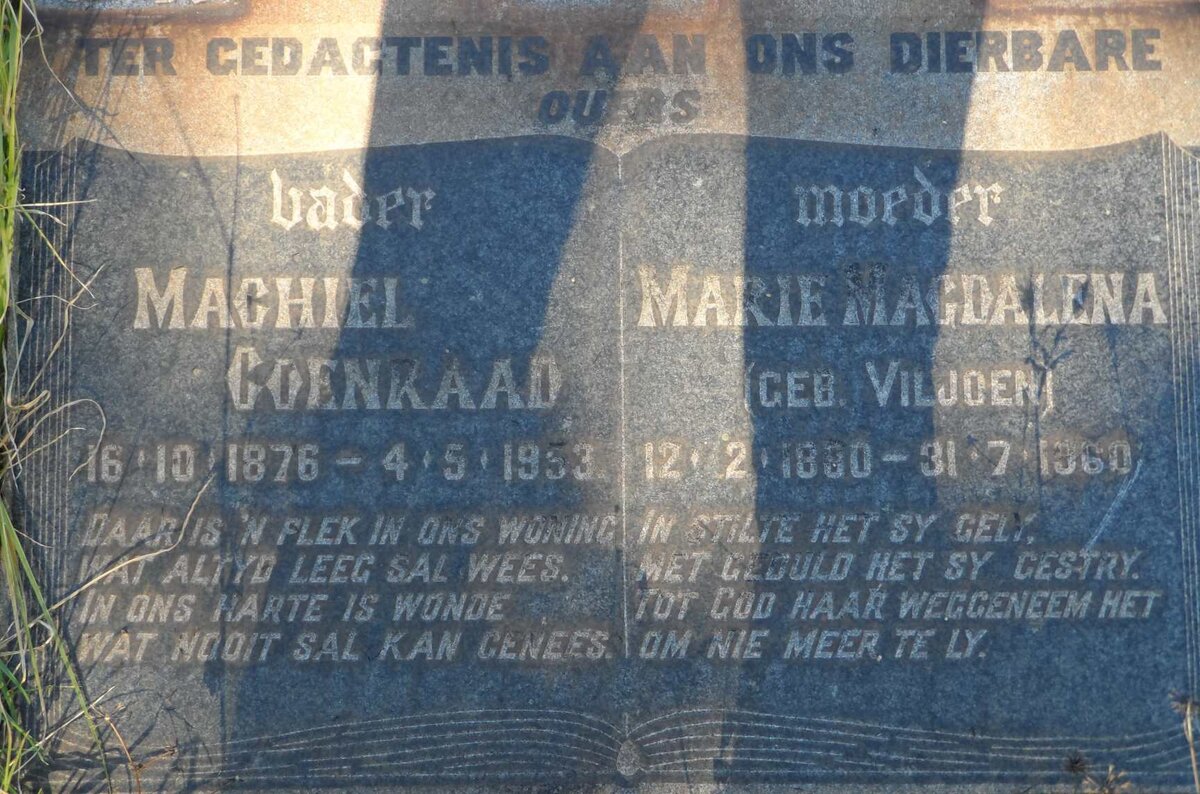 TER GEDACTENIS AAN ONS DIERBARE
OUERS
vader
MACHIEL
COENRAAD
16·10·1876 – 4·5·1953
DAAR IS 'N PLEK IN ONS WONING
WAT ALTYD LEEG SAL WEES.
IN ONS HARTE IS WONDE
WAT NOOIT SAL KAN GENEES.
moeder
MARIE MAGDALENA
(GEB. VILJOEN)
12·2·1880 – 31·7·1960
IN STILTE HET SY GELY,
MET GEDULD HET SY GESTRY.
TOT GOD HAAR WEGGENEEM HET
OM NIE MEER TE LY.